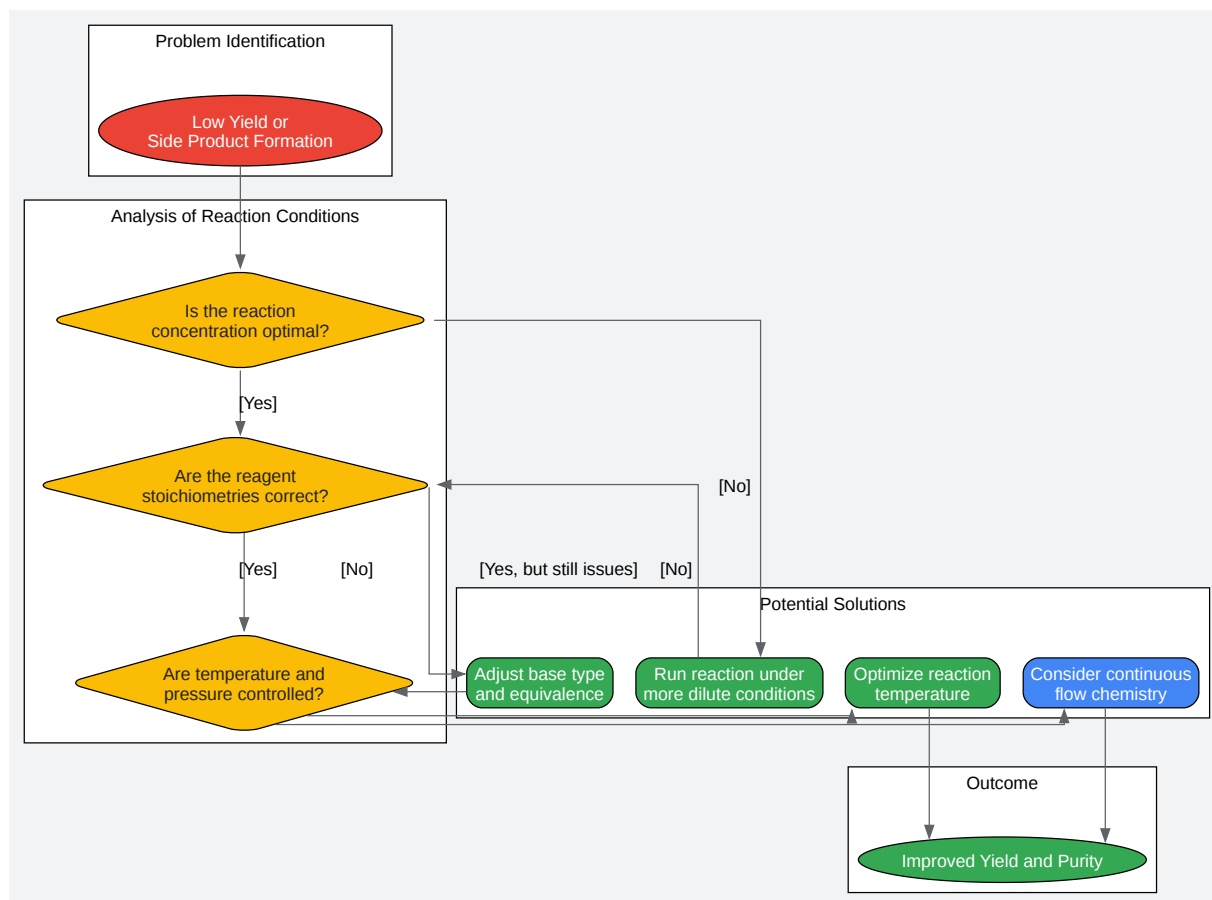 Problem Identification
Low Yield or
Side Product Formation
Analysis of Reaction Conditions
Is the reaction
concentration optimal?
[Yes]
Are the reagent
stoichiometries correct?
[No]
[Yes]
[No]
[Yes, but still issues]
[No]
Potential Solutions
Are temperature and
pressure controlled?
Adjust base type
and equivalence
Run reaction under
more dilute conditions
Optimize reaction
temperature
Consider continuous
flow chemistry
Outcome
Improved Yield and Purity